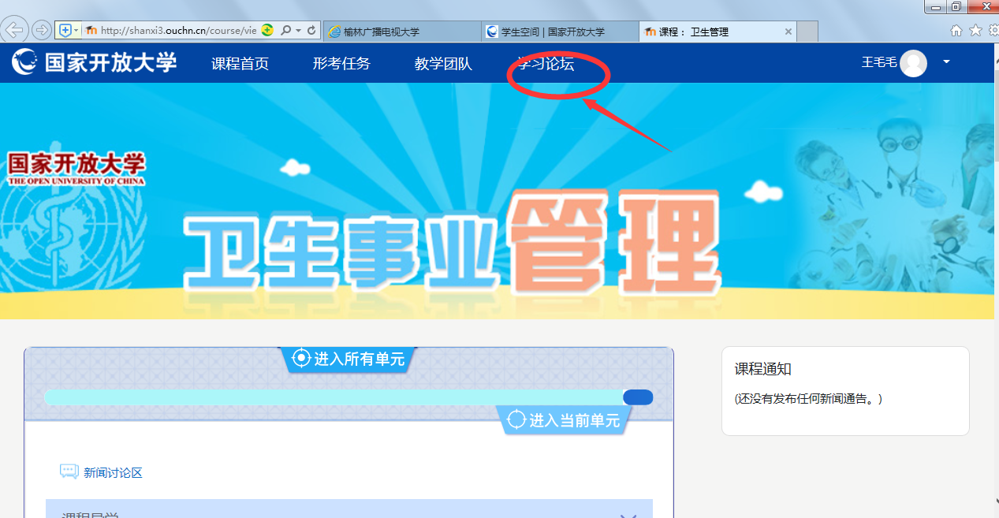 http://shanxi3.ouchn.cn/course/vie
榆林广播电视大学
学生空间 | 国家开放大学
课程： 卫生管理
国家开放大学
课程首页
形考任务
教学团队
学习论坛
王毛毛
国家开放大学
THE OPEN UNIVERSITY OF CHINA
卫生事业管理
进入所有单元
进入当前单元
课程通知
(还没有发布任何新闻通告。)
新闻讨论区
课程导学